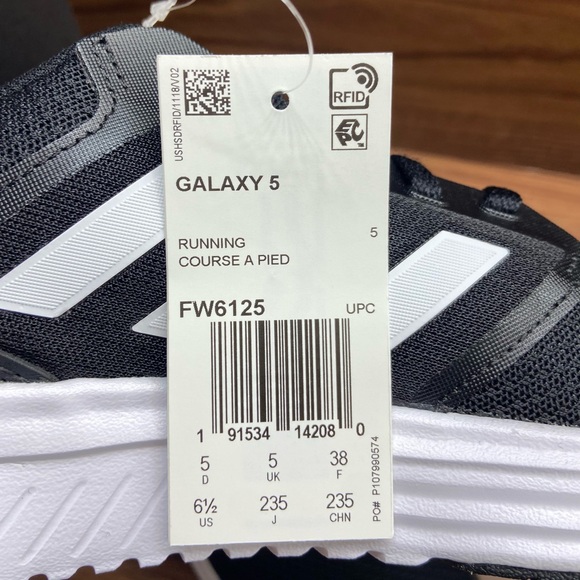 USHSDRFID/1118/V02
RFID
EPC
GALAXY 5
5
RUNNING
COURSE A PIED
FW6125 UPC
1 91534 14208 0
5 5 38
D UK F
6½ 235 235
US J CHN
PO# P107990574